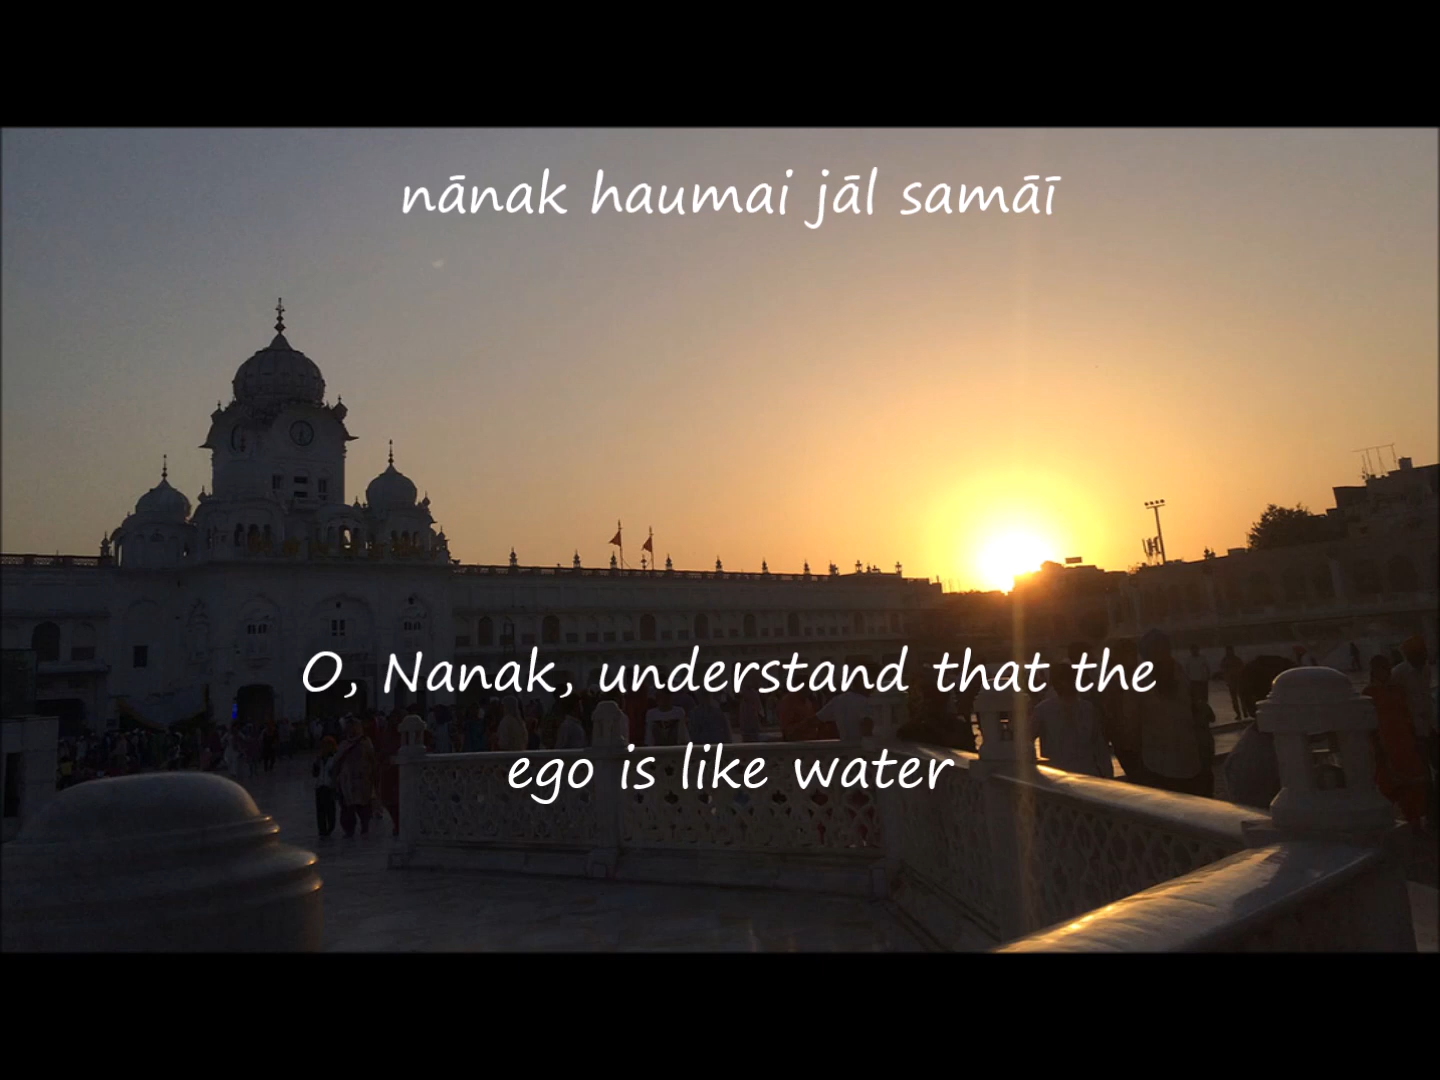 nānak haumai jāl samāī
O, Nanak, understand that the
ego is like water